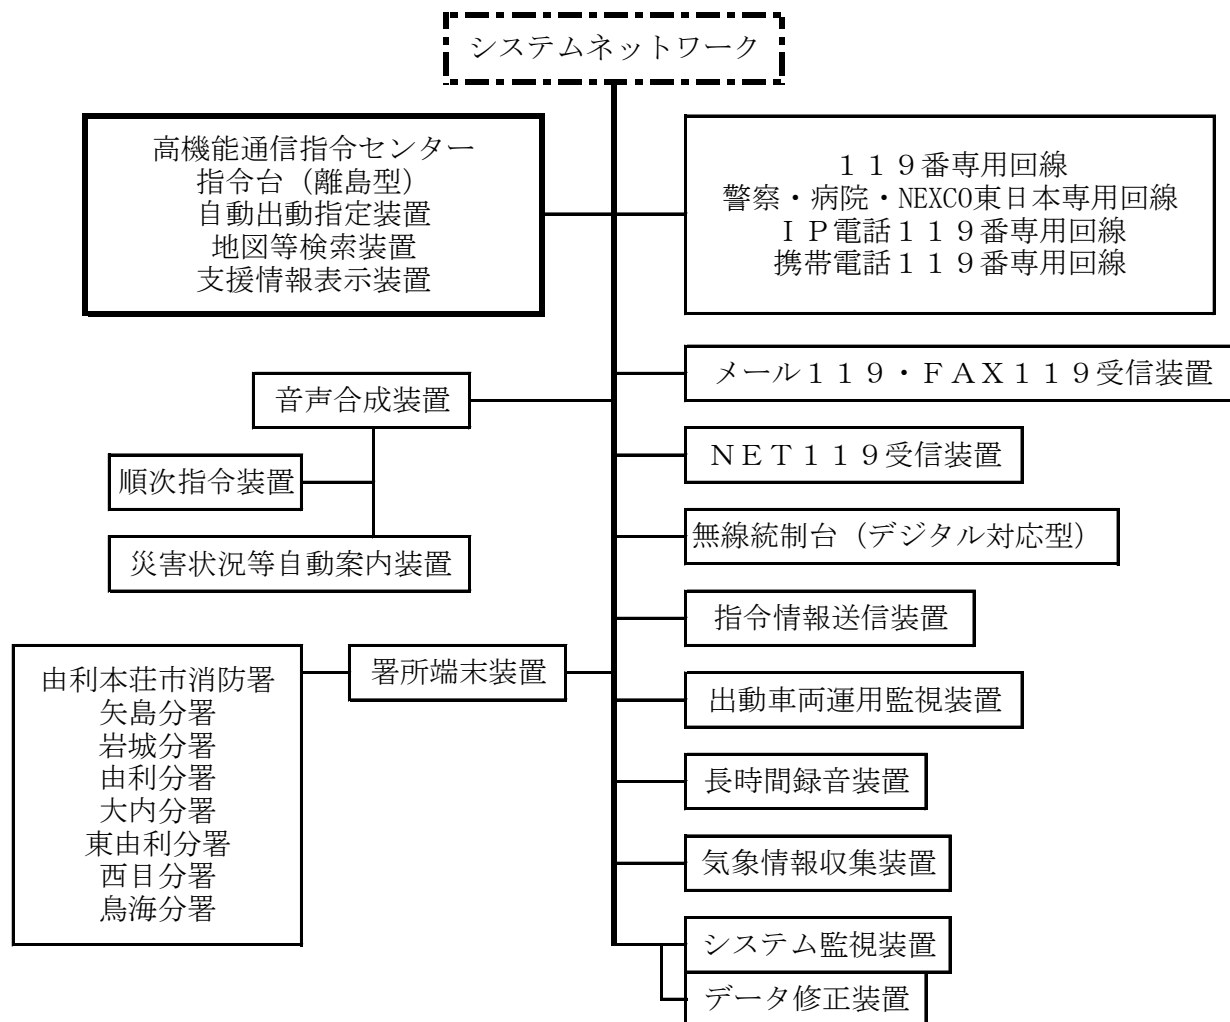 システムネットワーク
高機能通信指令センター
指令台（離島型）
自動出動指定装置
地図等検索装置
支援情報表示装置
１１９番専用回線
警察・病院・NEXCO東日本専用回線
ＩＰ電話１１９番専用回線
携帯電話１１９番専用回線
メール１１９・ＦＡＸ１１９受信装置
音声合成装置
ＮＥＴ１１９受信装置
順次指令装置
無線統制台（デジタル対応型）
災害状況等自動案内装置
指令情報送信装置
署所端末装置
由利本荘市消防署
矢島分署
岩城分署
由利分署
大内分署
東由利分署
西目分署
鳥海分署
出動車両運用監視装置
長時間録音装置
気象情報収集装置
システム監視装置
データ修正装置